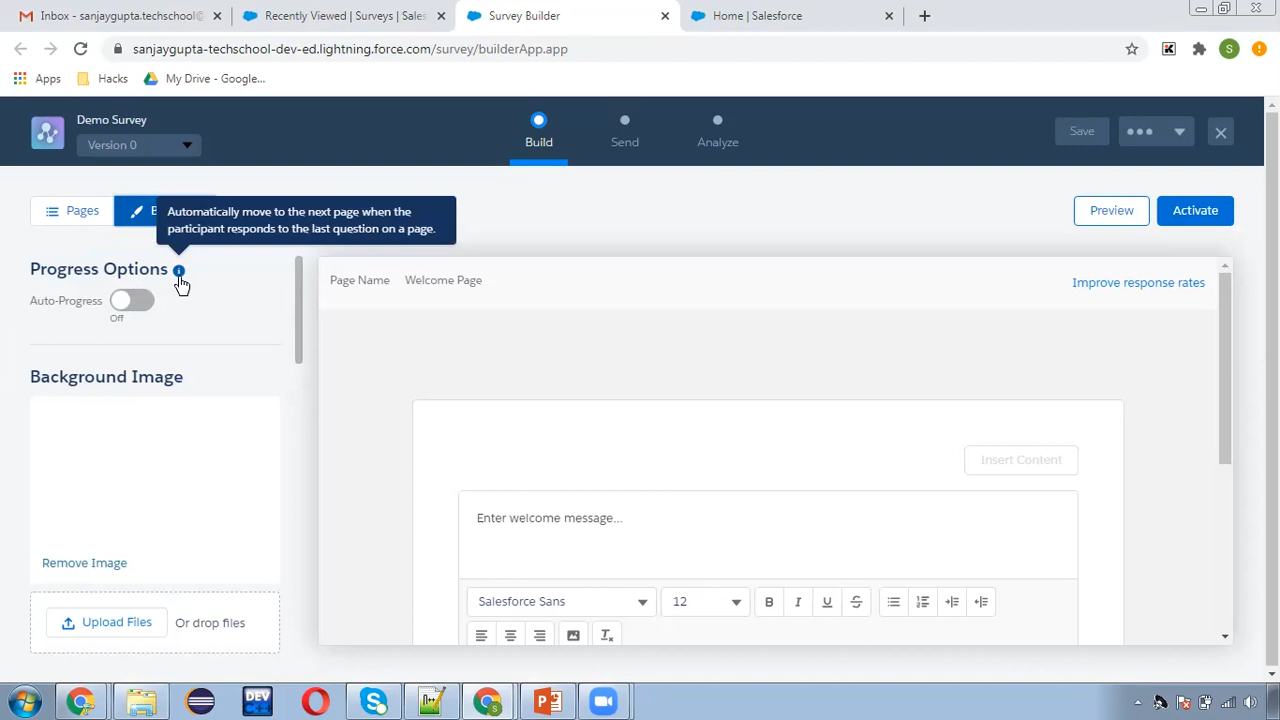 Inbox - sanjaygupta.techschool@
Recently Viewed | Surveys | Sales
Survey Builder
Home | Salesforce
sanjaygupta-techschool-dev-ed.lightning.force.com/survey/builderApp.app
S
Apps
Hacks
My Drive - Google...
Demo Survey
Version 0
Build
Send
Analyze
Save
Pages
B
Automatically move to the next page when the
participant responds to the last question on a page.
Preview
Activate
Progress Options
Auto-Progress
Off
Page Name
Welcome Page
Improve response rates
Background Image
Insert Content
Enter welcome message...
Remove Image
Salesforce Sans
12
B
I
U
S
Upload Files
Or drop files
DEV
C++